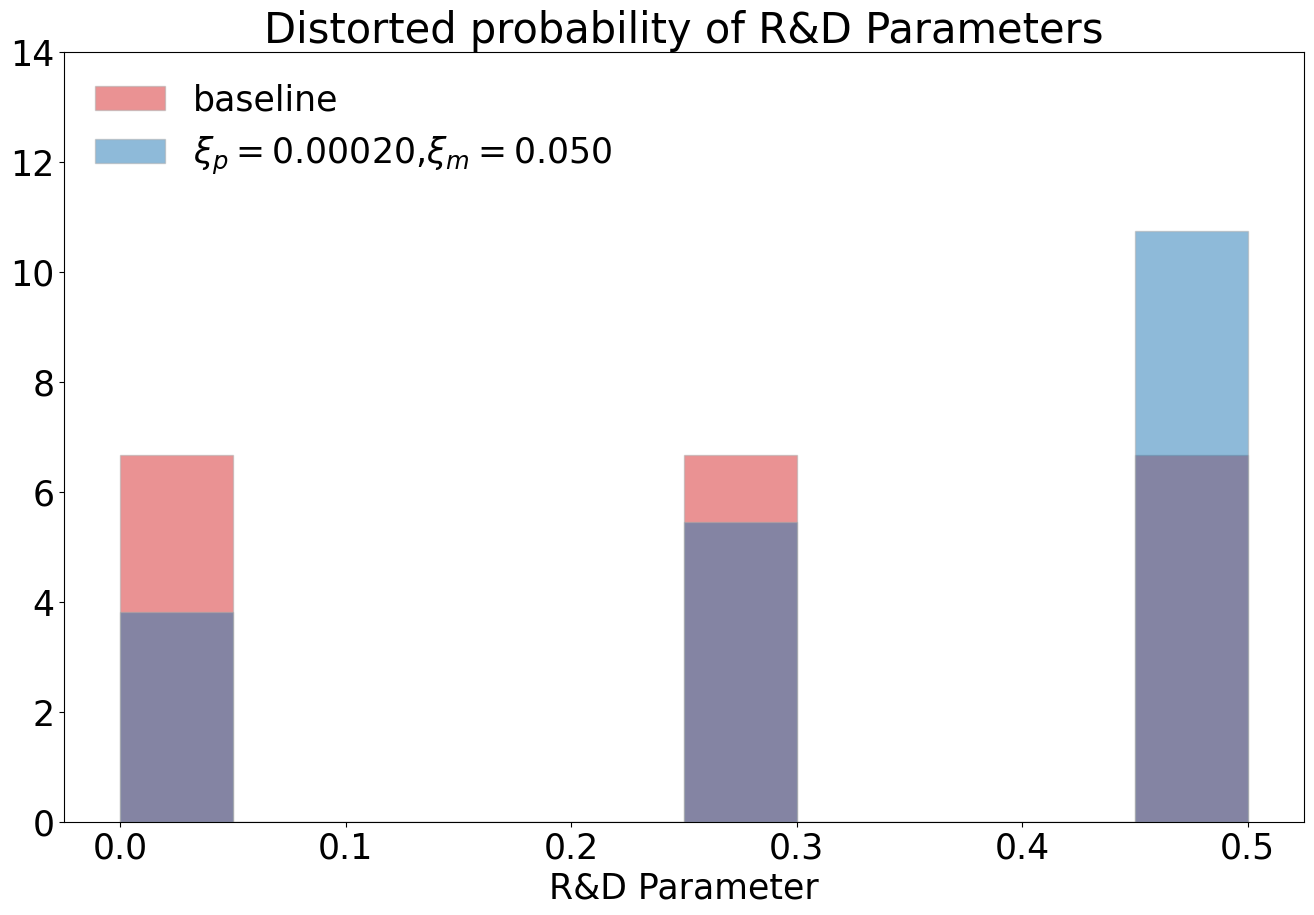 Distorted probability of R&D Parameters
14
12
10
8
6
4
2
0
baseline
ξₚ = 0.00020,ξₘ = 0.050
0.0 0.1 0.2 0.3 0.4 0.5
R&D Parameter